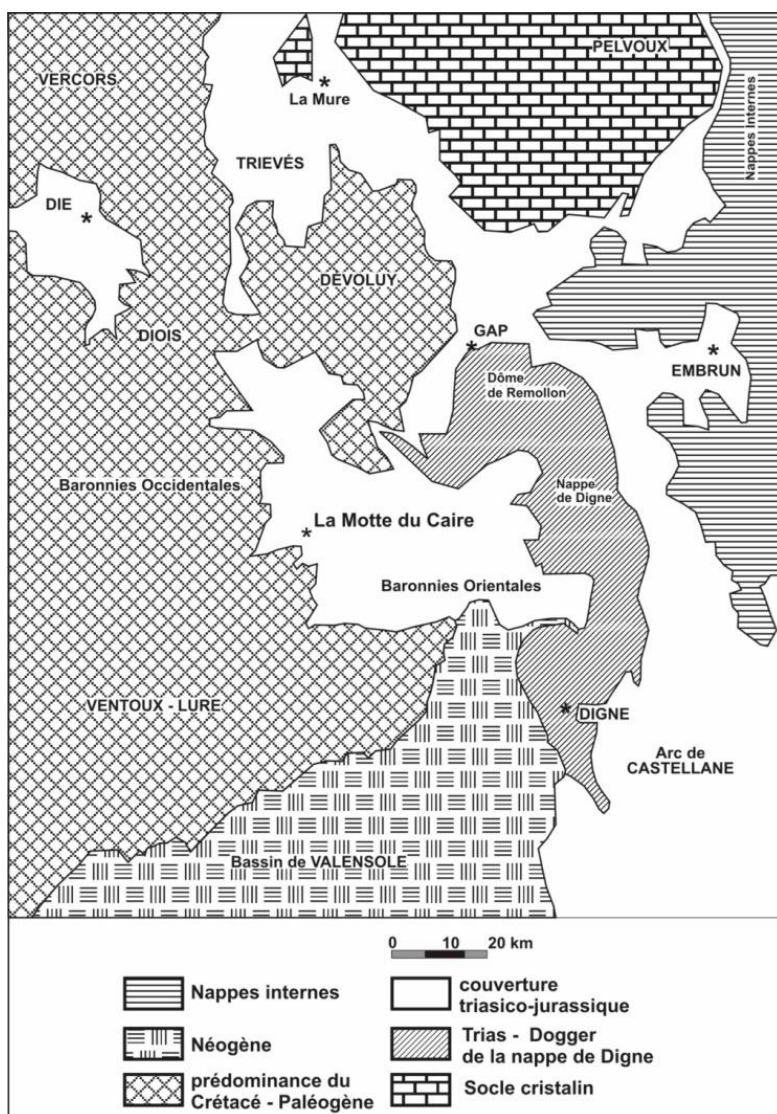 PELVOUX
VERCORS
La Mure
Nappes Internes
TRIEVÉS
DIE
DÉVOLUY
DIOIS
GAP
EMBRUN
Dôme
de Remollon
Baronnies Occidentales
Nappe
de Digne
La Motte du Caire
Baronnies Orientales
VENTOUX - LURE
DIGNE
Arc de
CASTELLANE
Bassin de VALENSOLE
0 10 20 km
Nappes internes
couverture
triasico-jurassique
Néogène
Trias - Dogger
de la nappe de Digne
prédominance du
Crétacé - Paléogène
Socle cristalin